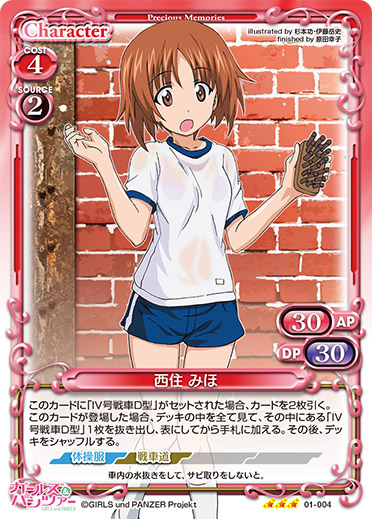 Precious Memories
Character
illustrated by 杉本功・伊藤岳史
finished by 原田幸子
COST
4
SOURCE
2
30 AP
DP 30
西住 みほ
このカードに「Ⅳ号戦車D型」がセットされた場合、カードを2枚引く。
このカードが登場した場合、デッキの中を全て見て、その中にある「Ⅳ
号戦車D型」1枚を抜き出し、表にしてから手札に加える。その後、デッ
キをシャッフルする。
体操服 戦車道
車内の水抜きをして、サビ取りをしないと。
ガールズ&パンツァー
GIRLS und PANZER
©GIRLS und PANZER Projekt
01-004